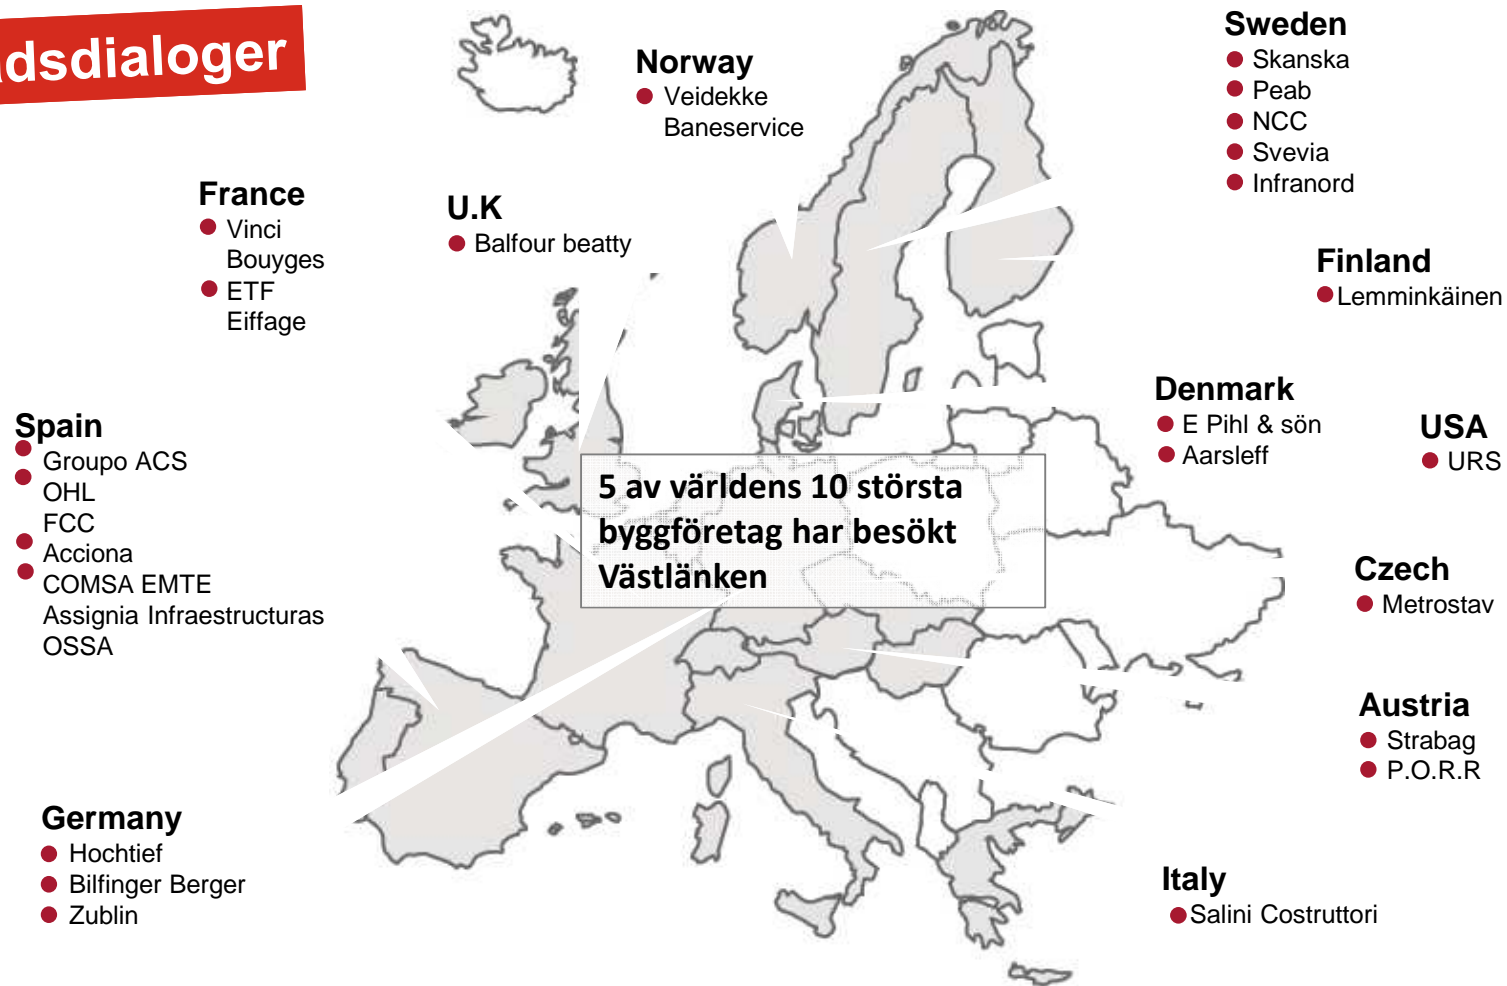 dsdialoger
Norway
Veidekke
Baneservice
Sweden
Skanska
Peab
NCC
Svevia
Infranord
France
Vinci
Bouyges
ETF
Eiffage
U.K
Balfour beatty
Finland
Lemminkäinen
Denmark
E Pihl & sön
Aarsleff
USA
URS
Spain
Groupo ACS
OHL
FCC
Acciona
COMSA EMTE
Assignia Infraestructuras
OSSA
5 av världens 10 största
byggföretag har besökt
Västlänken
Czech
Metrostav
Austria
Strabag
P.O.R.R
Germany
Hochtief
Bilfinger Berger
Zublin
Italy
Salini Costruttori